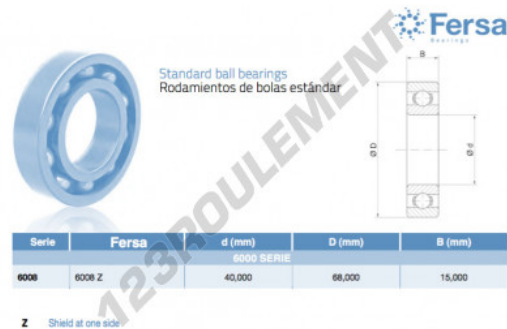 Fersa
Bearings
Standard ball bearings
Rodamientos de bolas estándar
B
Ø D
Ø d
Serie Fersa d (mm) D (mm) B (mm)
6000 SERIE
6008 6008 Z 40,000 68,000 15,000
Z Shield at one side
123ROULEMENT